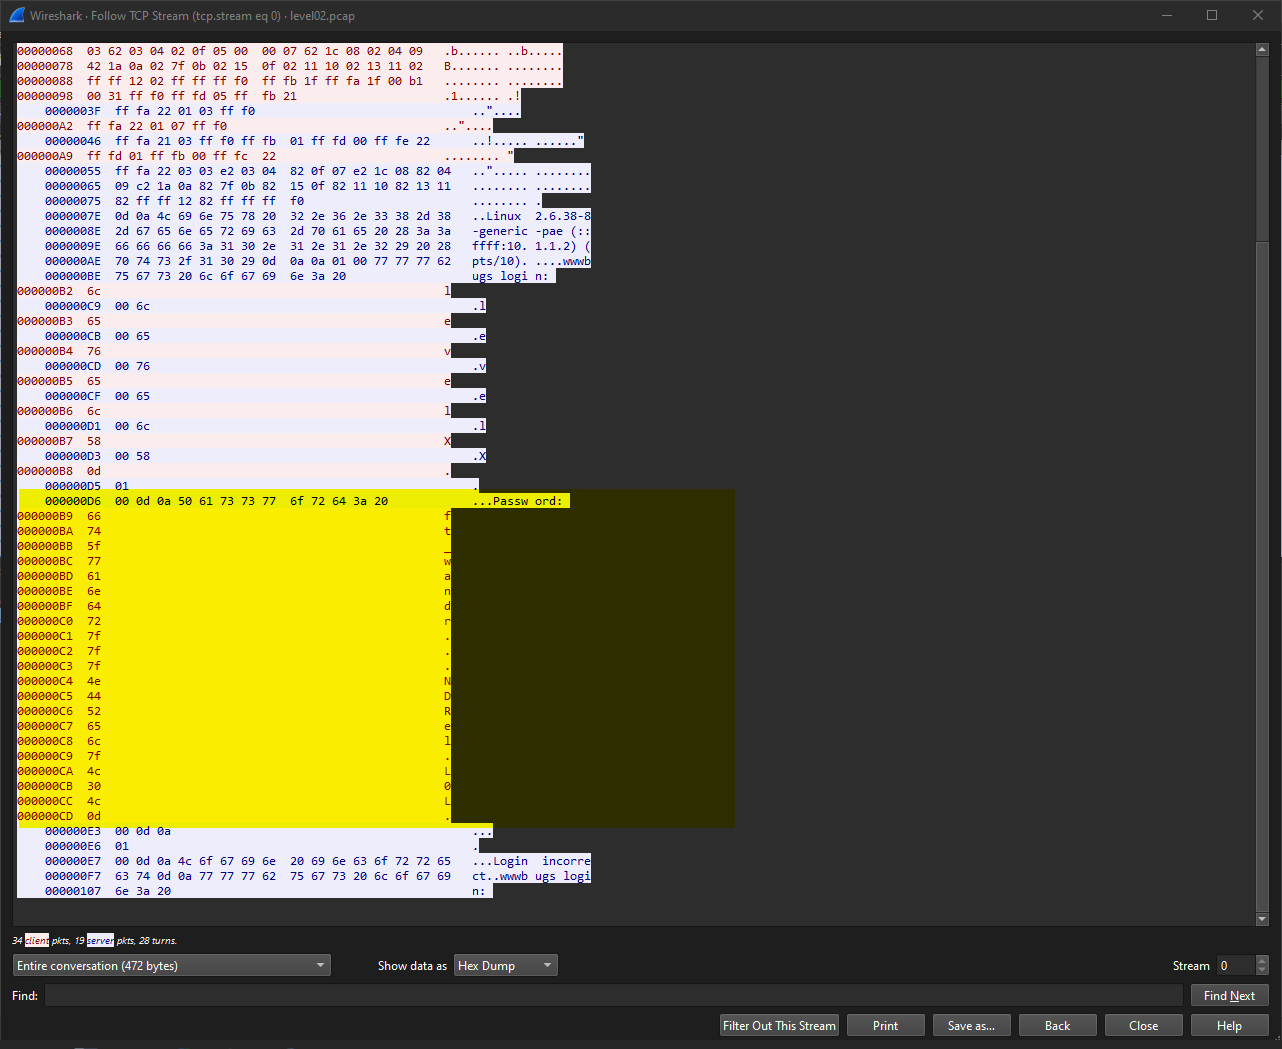 Wireshark · Follow TCP Stream (tcp.stream eq 0) · level02.pcap
00000068  03 62 03 04 02 0f 05 00  00 07 62 1c 08 02 04 09   .b...... ..b.....
00000078  42 1a 0a 02 7f 0b 02 15  0f 02 11 10 02 13 11 02   B....... ........
00000088  ff ff 12 02 ff ff ff f0  ff fb 1f ff fa 1f 00 b1   ........ ........
00000098  00 31 ff f0 ff fd 05 ff  fb 21                     .1...... .!
0000003F  ff fa 22 01 03 ff f0                               .."....
000000A2  ff fa 22 01 07 ff f0                               .."....
00000046  ff fa 21 03 ff f0 ff fb  01 ff fd 00 ff fe 22      ..!..... ......"
000000A9  ff fd 01 ff fb 00 ff fc  22                        ........ "
00000055  ff fa 22 03 03 e2 03 04  82 0f 07 e2 1c 08 82 04   .."..... ........
00000065  09 c2 1a 0a 82 7f 0b 82  15 0f 82 11 10 82 13 11   ........ ........
00000075  82 ff ff 12 82 ff ff ff  f0                        ........ .
0000007E  0d 0a 4c 69 6e 75 78 20  32 2e 36 2e 33 38 2d 38   ..Linux  2.6.38-8
0000008E  2d 67 65 6e 65 72 69 63  2d 70 61 65 20 28 3a 3a   -generic -pae (::
0000009E  66 66 66 66 3a 31 30 2e  31 2e 31 2e 32 29 20 28   ffff:10. 1.1.2) (
000000AE  70 74 73 2f 31 30 29 0d  0a 0a 01 00 77 77 77 62   pts/10). ....wwwb
000000BE  75 67 73 20 6c 6f 67 69  6e 3a 20                  ugs logi n:
000000B2  6c                                                 l
000000C9  00 6c                                              .l
000000B3  65                                                 e
000000CB  00 65                                              .e
000000B4  76                                                 v
000000CD  00 76                                              .v
000000B5  65                                                 e
000000CF  00 65                                              .e
000000B6  6c                                                 l
000000D1  00 6c                                              .l
000000B7  58                                                 X
000000D3  00 58                                              .X
000000B8  0d                                                 .
000000D5  01                                                 .
000000D6  00 0d 0a 50 61 73 73 77  6f 72 64 3a 20            ...Passw ord:
000000B9  66                                                 f
000000BA  74                                                 t
000000BB  5f                                                 _
000000BC  77                                                 w
000000BD  61                                                 a
000000BE  6e                                                 n
000000BF  64                                                 d
000000C0  72                                                 r
000000C1  7f                                                 .
000000C2  7f                                                 .
000000C3  7f                                                 .
000000C4  4e                                                 N
000000C5  44                                                 D
000000C6  52                                                 R
000000C7  65                                                 e
000000C8  6c                                                 l
000000C9  7f                                                 .
000000CA  4c                                                 L
000000CB  30                                                 0
000000CC  4c                                                 L
000000CD  0d                                                 .
000000E3  00 0d 0a                                           ...
000000E6  01                                                 .
000000E7  00 0d 0a 4c 6f 67 69 6e  20 69 6e 63 6f 72 72 65   ...Login  incorre
000000F7  63 74 0d 0a 77 77 77 62  75 67 73 20 6c 6f 67 69   ct..wwwb ugs logi
00000107  6e 3a 20                                           n:
34 client pkts, 19 server pkts, 28 turns.
Entire conversation (472 bytes) Show data as Hex Dump Stream 0
Find: Find Next
Filter Out This Stream Print Save as... Back Close Help